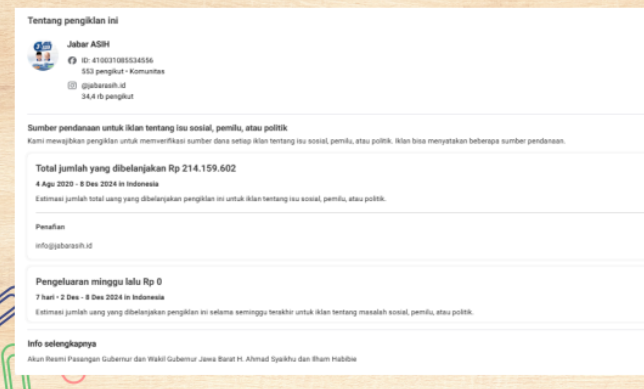 Tentang pengiklan ini
Jabar ASIH
ID: 410031085534556
553 pengikut • Komunitas
@jabarasih.id
34,4 rb pengikut
Sumber pendanaan untuk iklan tentang isu sosial, pemilu, atau politik
Kami mewajibkan pengiklan untuk memverifikasi sumber dana setiap iklan tentang isu sosial, pemilu, atau politik. Iklan bisa menyatakan beberapa sumber pendanaan.
Total jumlah yang dibelanjakan Rp 214.159.602
4 Agu 2020 - 8 Des 2024 in Indonesia
Estimasi jumlah total uang yang dibelanjakan pengiklan ini untuk iklan tentang isu sosial, pemilu, atau politik.
Penafian
info@jabarasih.id
Pengeluaran minggu lalu Rp 0
7 hari • 2 Des - 8 Des 2024 in Indonesia
Estimasi jumlah uang yang dibelanjakan pengiklan ini selama seminggu terakhir untuk iklan tentang masalah sosial, pemilu, atau politik.
Info selengkapnya
Akun Resmi Pasangan Gubernur dan Wakil Gubernur Jawa Barat H. Ahmad Syaikhu dan Ilham Habibie